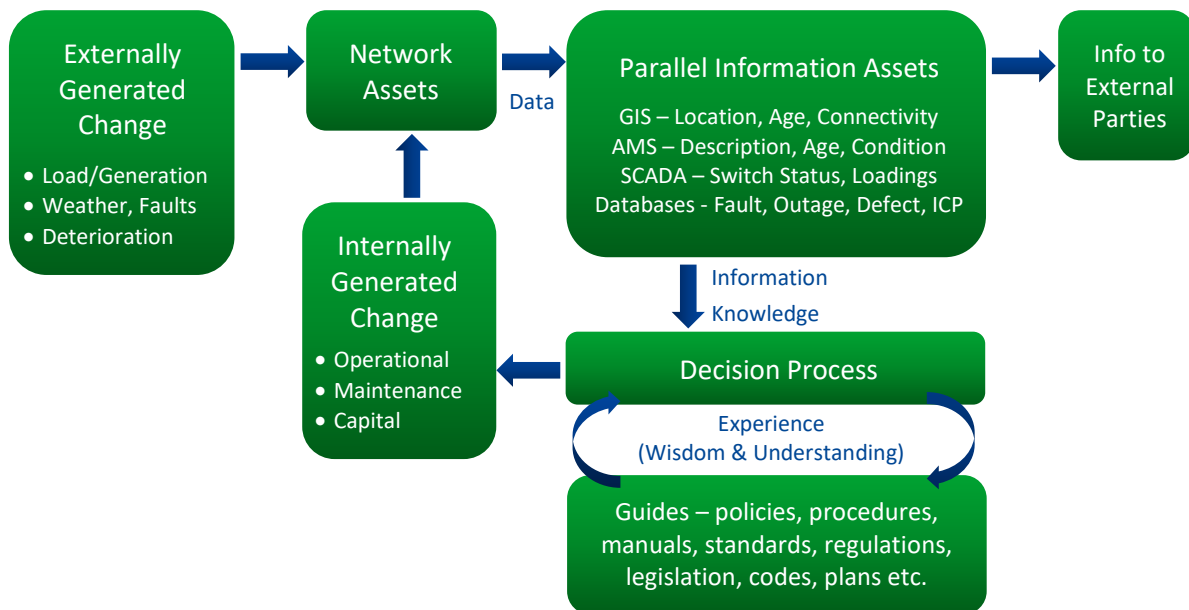 Externally
Generated
Change
• Load/Generation
• Weather, Faults
• Deterioration
Network
Assets
Data
Parallel Information Assets
GIS – Location, Age, Connectivity
AMS – Description, Age, Condition
SCADA – Switch Status, Loadings
Databases - Fault, Outage, Defect, ICP
Info to
External
Parties
Internally
Generated
Change
• Operational
• Maintenance
• Capital
Information
Knowledge
Decision Process
Experience
(Wisdom & Understanding)
Guides – policies, procedures,
manuals, standards, regulations,
legislation, codes, plans etc.